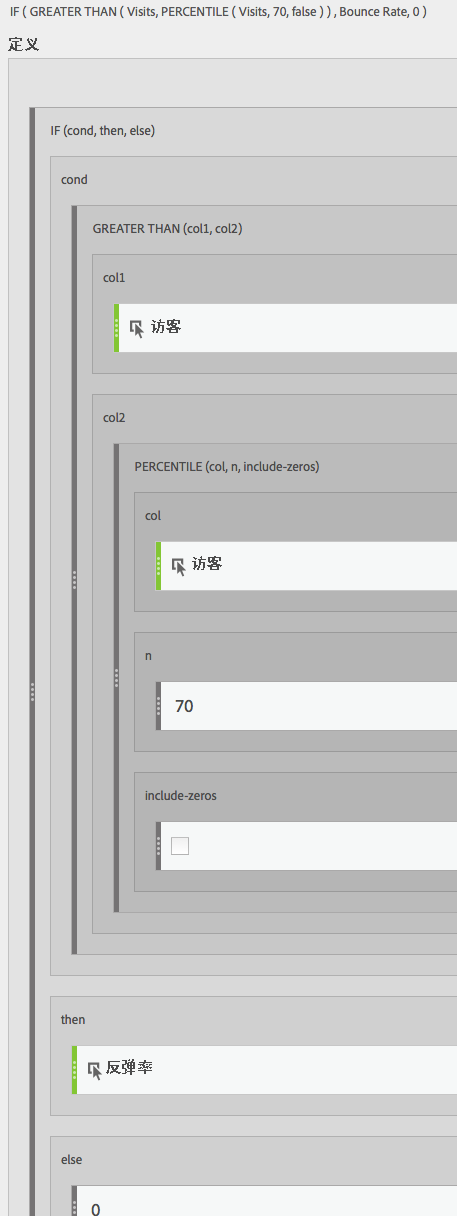 IF ( GREATER THAN ( Visits, PERCENTILE ( Visits, 70, false ) ) , Bounce Rate, 0 )
定义
IF (cond, then, else)
cond
GREATER THAN (col1, col2)
col1
访客
col2
PERCENTILE (col, n, include-zeros)
col
访客
n
70
include-zeros
then
反弹率
else
0